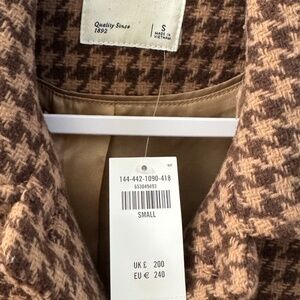 Quality Since
1892
S
MADE IN
VIETNAM
144-442-1090-418
653049493
SMALL
UK £ 200
EU € 240